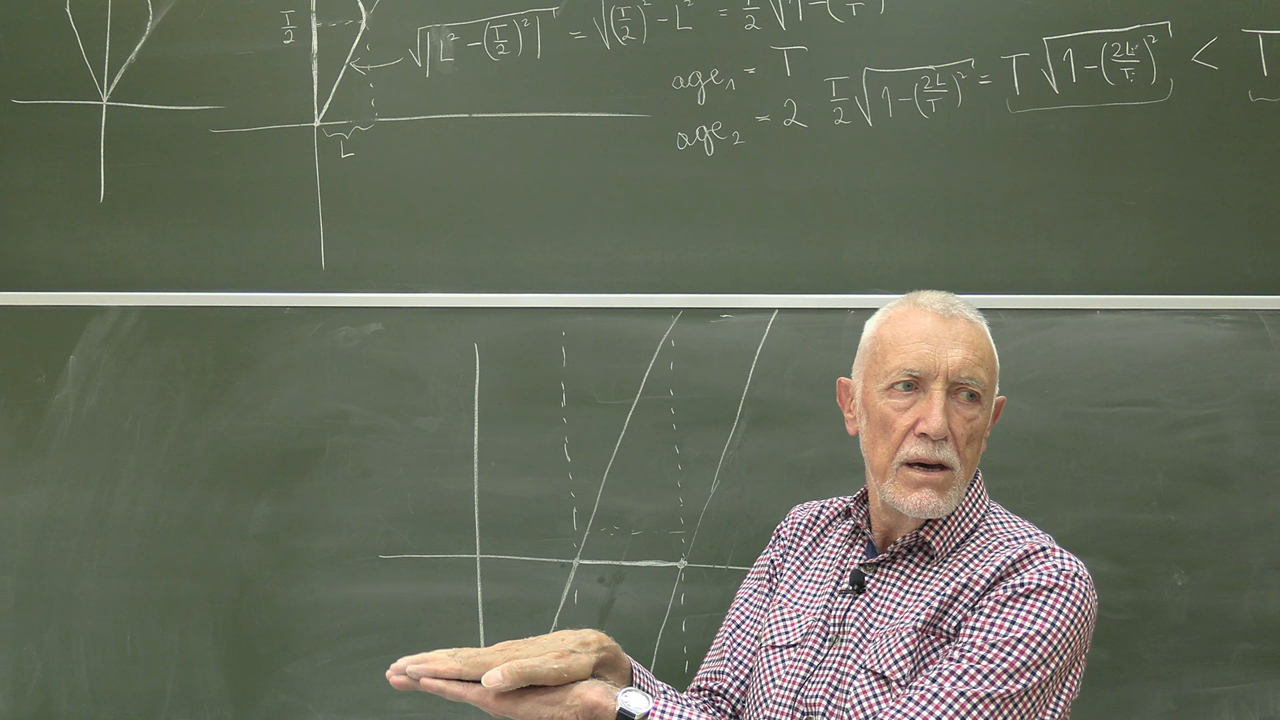 T/2
√|L² − (T/2)²| = √(T/2)² − L² = T/2 √1 − (
age₁ = T
age₂ = 2 T/2 √1 − (2L/T)² = T √1 − (2L/T)² < T
L